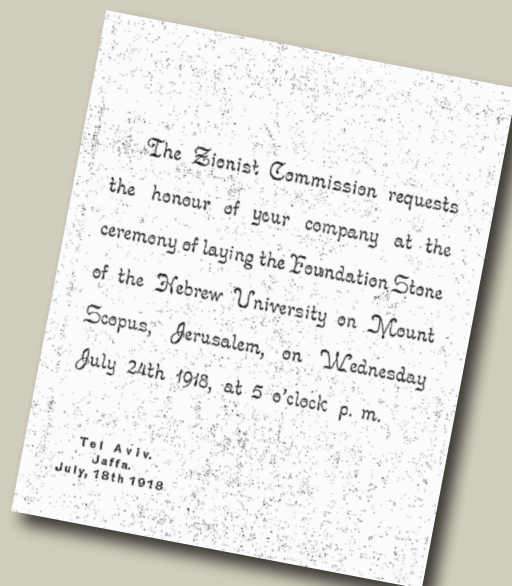 The Zionist Commission requests
the honour of your company at the
ceremony of laying the Foundation Stone
of the Hebrew University on Mount
Scopus, Jerusalem, on Wednesday
July 24th 1918, at 5 o'clock p. m.
Tel Aviv.
Jaffa.
July, 18th 1918